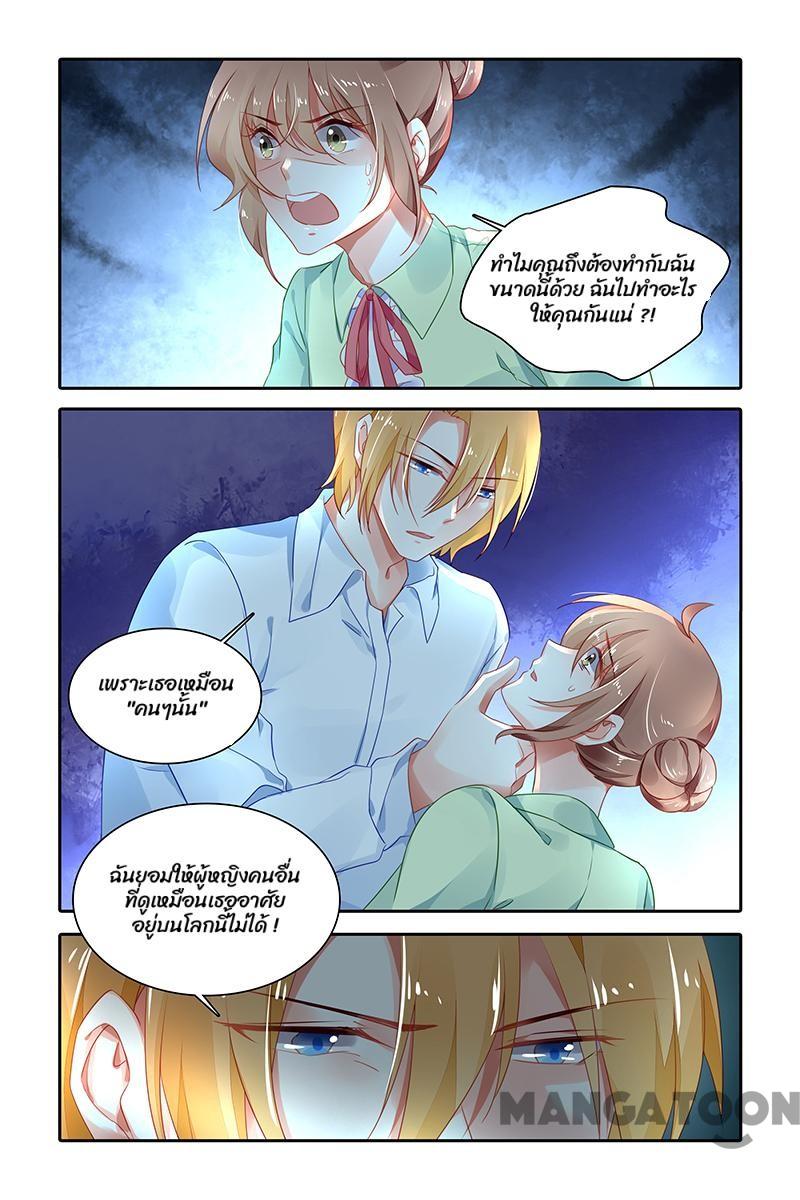 ทำไมคุณถึงต้องทำกับฉัน
ขนาดนี้ด้วย ฉันไปทำอะไร
ให้คุณกันแน่ ?!
เพราะเธอเหมือน
"คนๆนั้น"
ฉันยอมให้ผู้หญิงคนอื่น
ที่ดูเหมือนเธออาศัย
อยู่บนโลกนี้ไม่ได้ !
MANGATOON